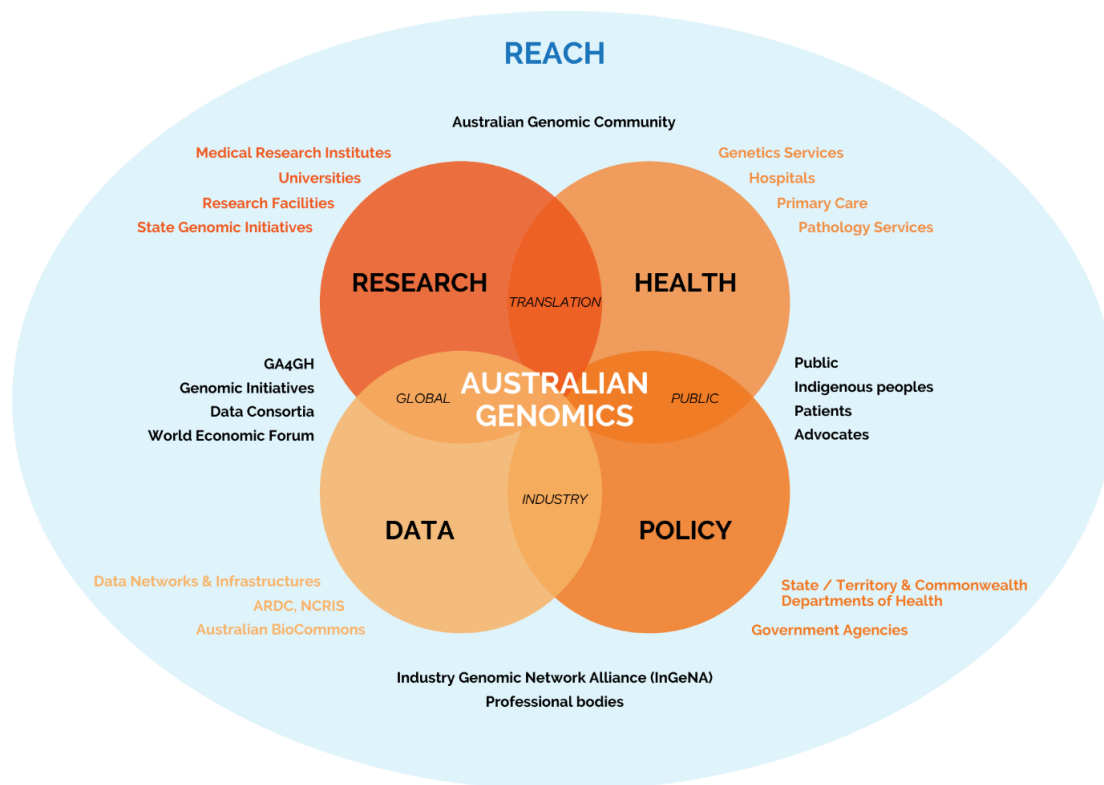 REACH
Australian Genomic Community
Medical Research Institutes
Universities
Research Facilities
State Genomic Initiatives
Genetics Services
Hospitals
Primary Care
Pathology Services
RESEARCH
HEALTH
TRANSLATION
GA4GH
Genomic Initiatives
Data Consortia
World Economic Forum
GLOBAL
AUSTRALIAN
GENOMICS
PUBLIC
Public
Indigenous peoples
Patients
Advocates
INDUSTRY
DATA
POLICY
Data Networks & Infrastructures
ARDC, NCRIS
Australian BioCommons
State / Territory & Commonwealth
Departments of Health
Government Agencies
Industry Genomic Network Alliance (InGeNA)
Professional bodies